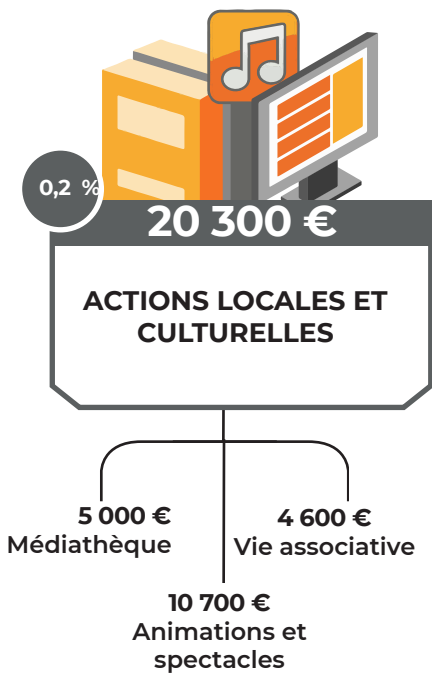 0,2 %
20 300 €
ACTIONS LOCALES ET
CULTURELLES
5 000 €
Médiathèque
4 600 €
Vie associative
10 700 €
Animations et
spectacles